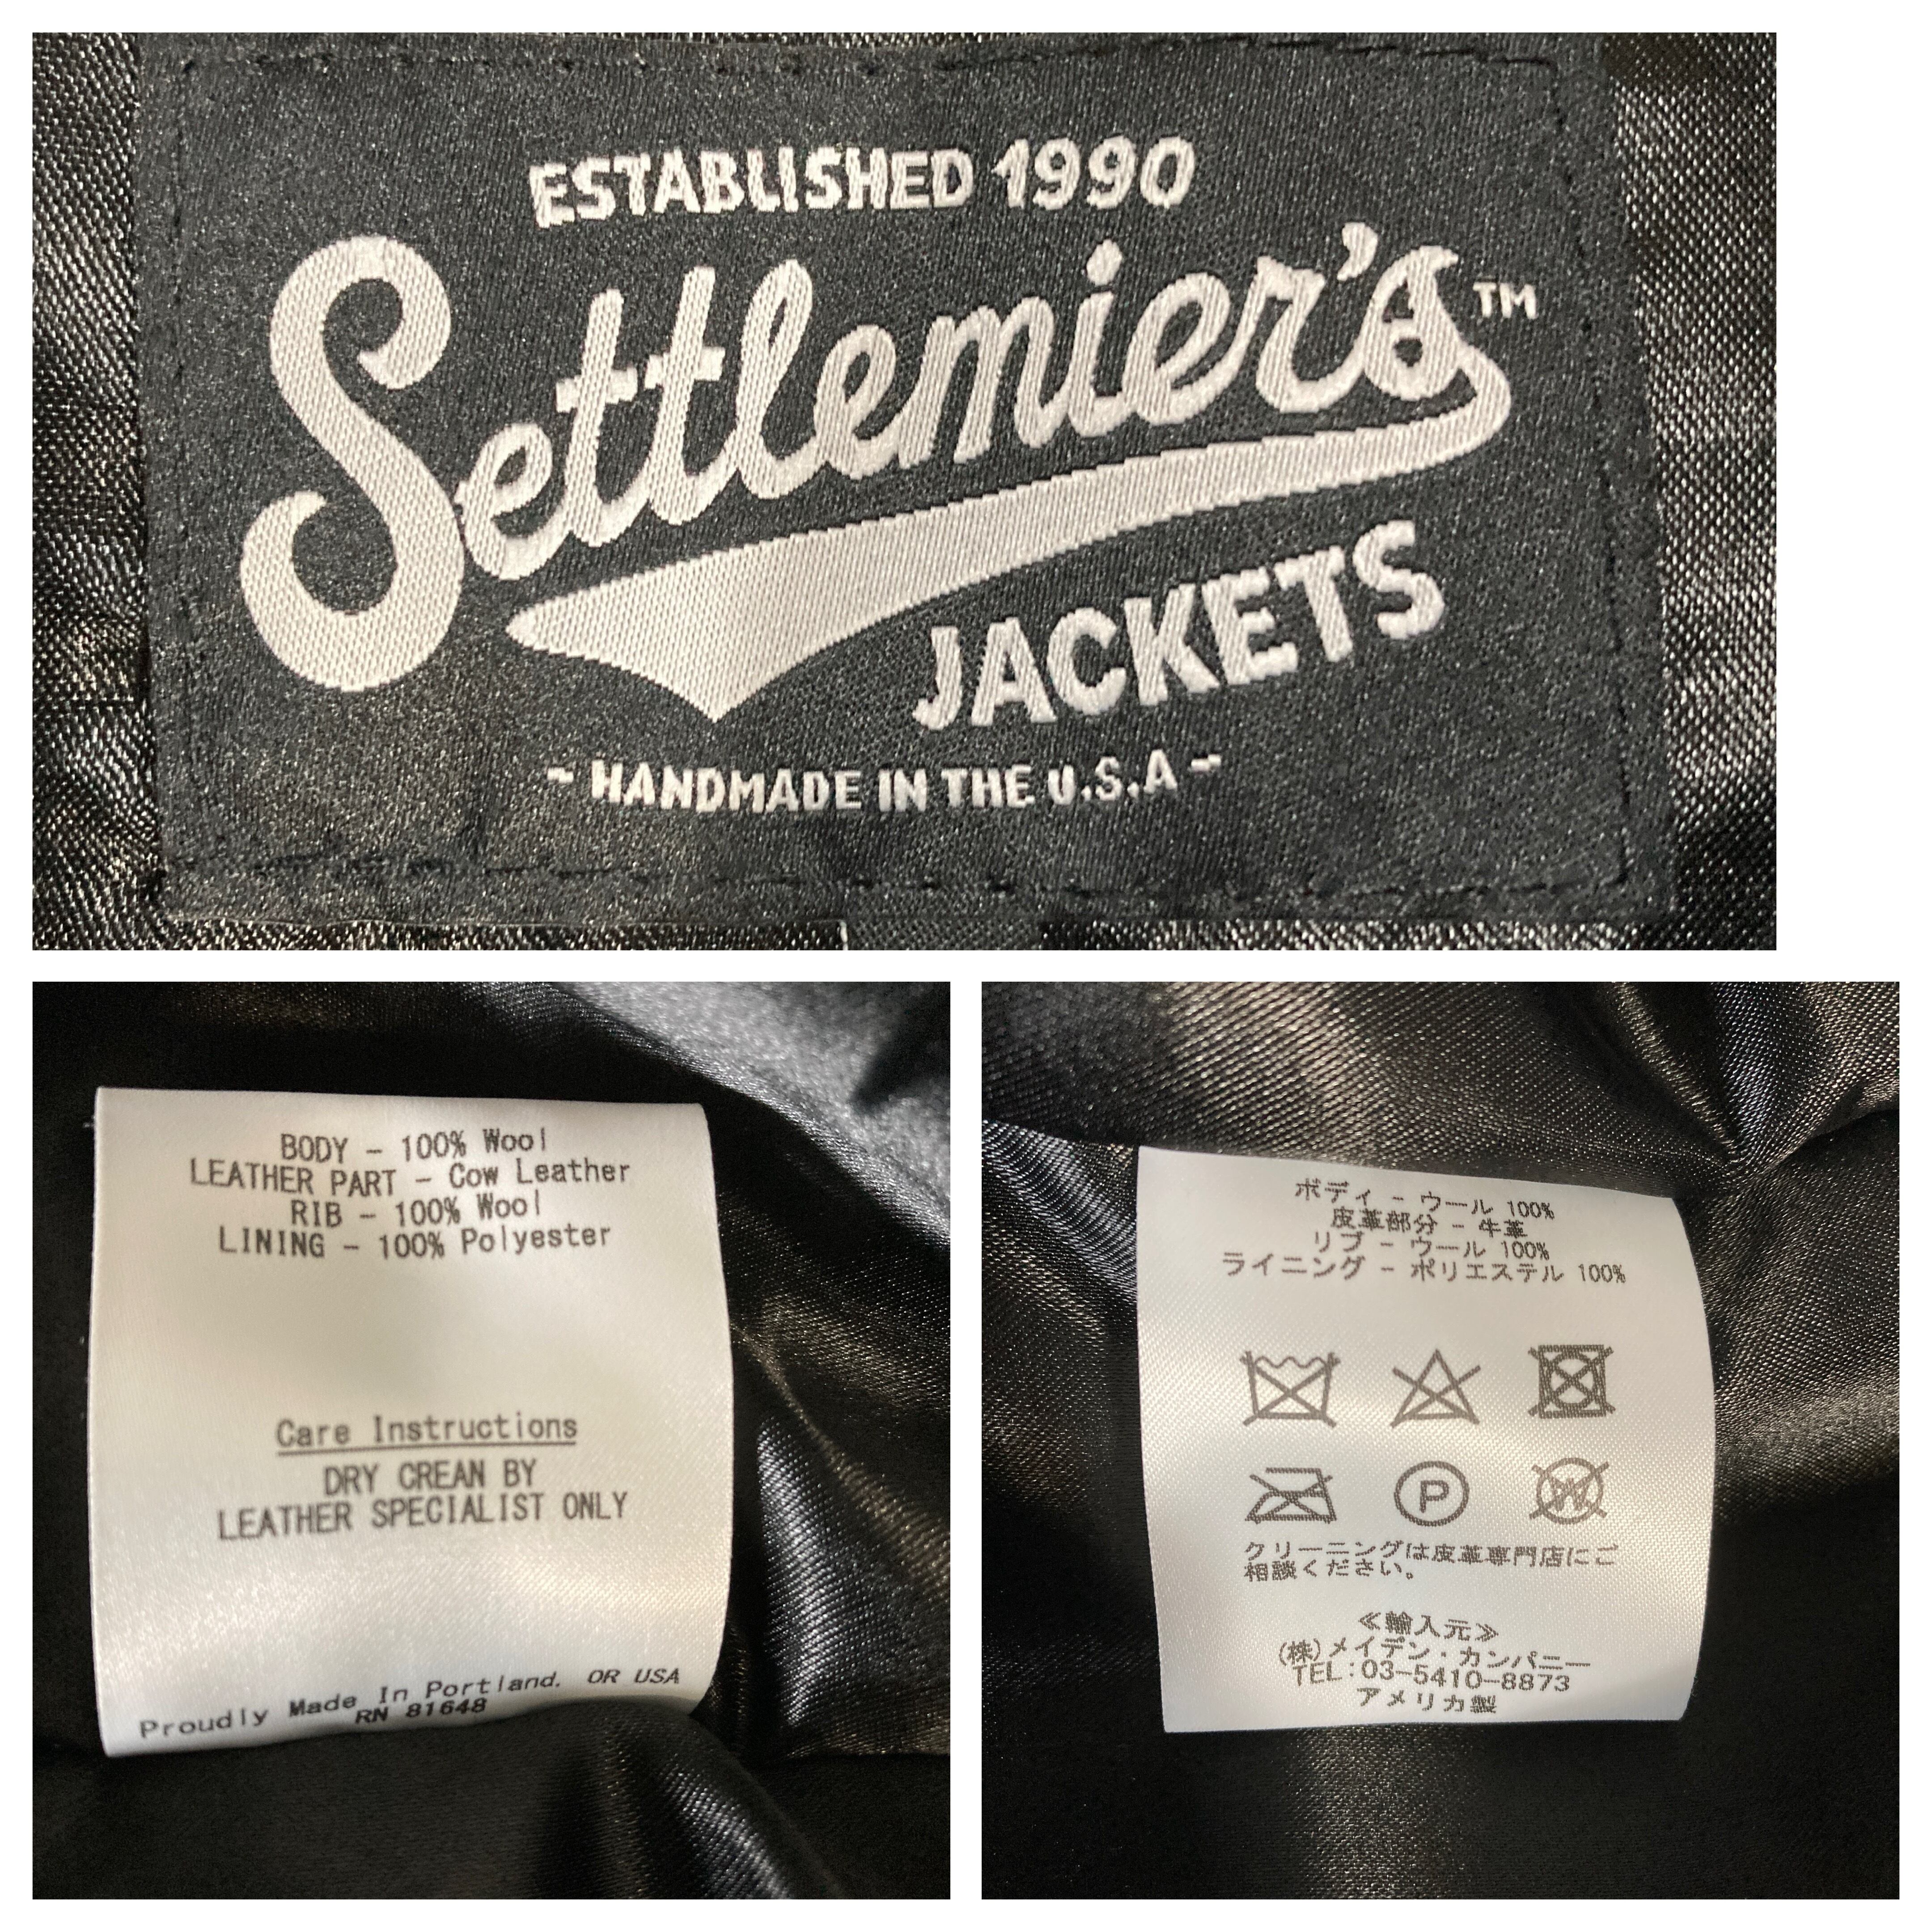 ESTABLISHED 1990
Settlemier's™
JACKETS
~ HANDMADE IN THE U.S.A ~
BODY - 100% Wool
LEATHER PART - Cow Leather
RIB - 100% Wool
LINING - 100% Polyester
Care Instructions
DRY CREAN BY
LEATHER SPECIALIST ONLY
Proudly Made In Portland. OR USA
RN 81648
ボディ - ウール 100%
皮革部分 - 牛革
リブ - ウール 100%
ライニング - ポリエステル 100%
P W
クリーニングは皮革専門店にご
相談ください。
≪輸入元≫
(株)メイデン・カンパニー
TEL:03-5410-8873
アメリカ製